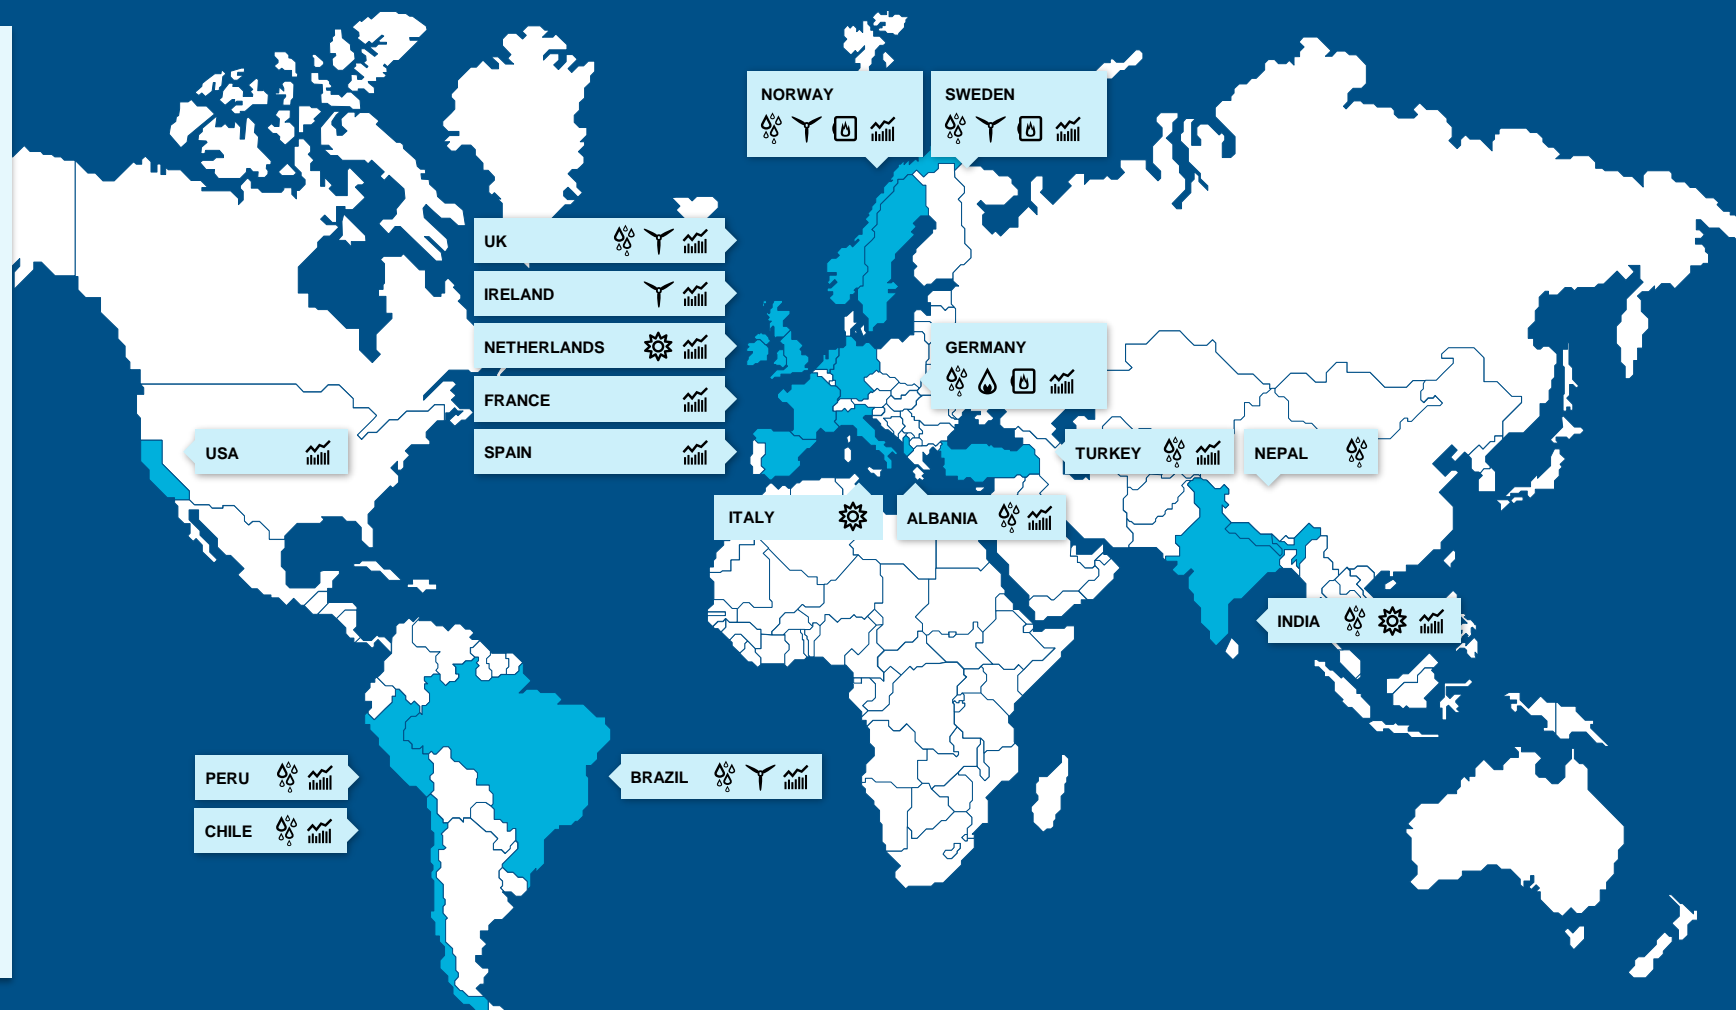 NORWAY
SWEDEN
UK
IRELAND
NETHERLANDS
GERMANY
FRANCE
USA
SPAIN
TURKEY
NEPAL
ITALY
ALBANIA
INDIA
PERU
BRAZIL
CHILE